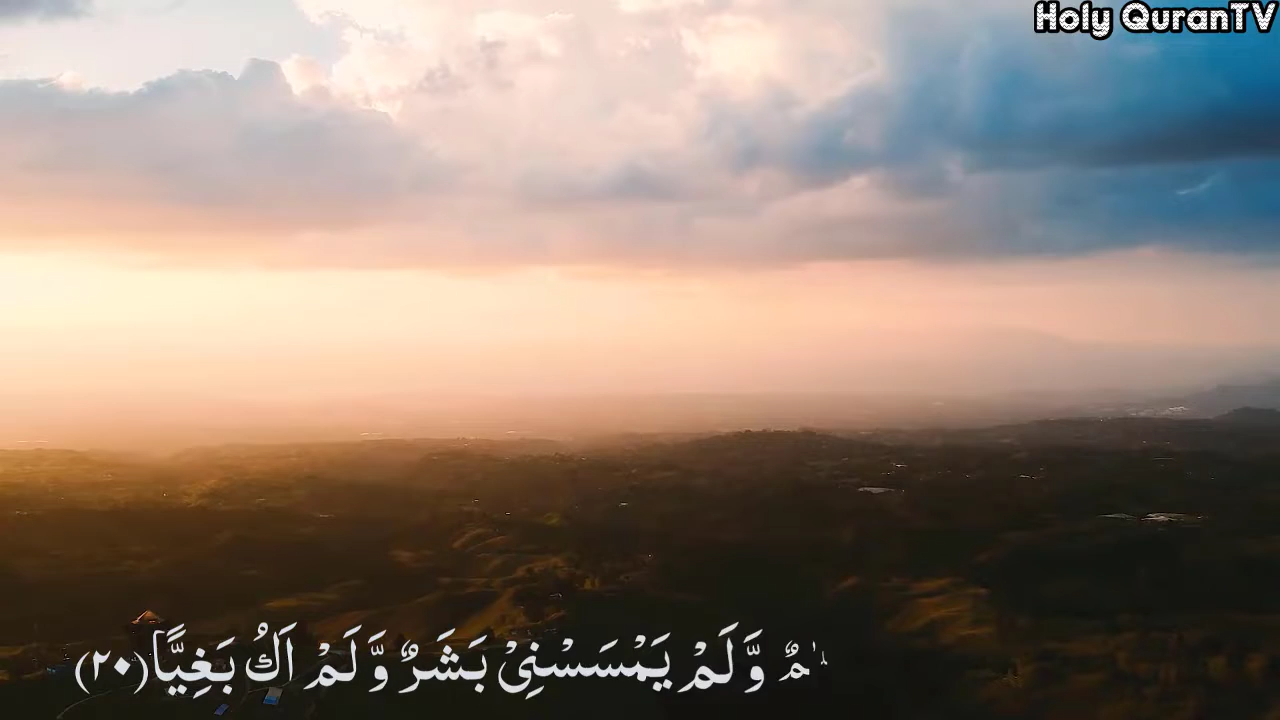 Holy QuranTV
وَّلَمْ يَمْسَسْنِىْ بَشَرٌ وَّلَمْ اَكُ بَغِيًّا(٢٠)